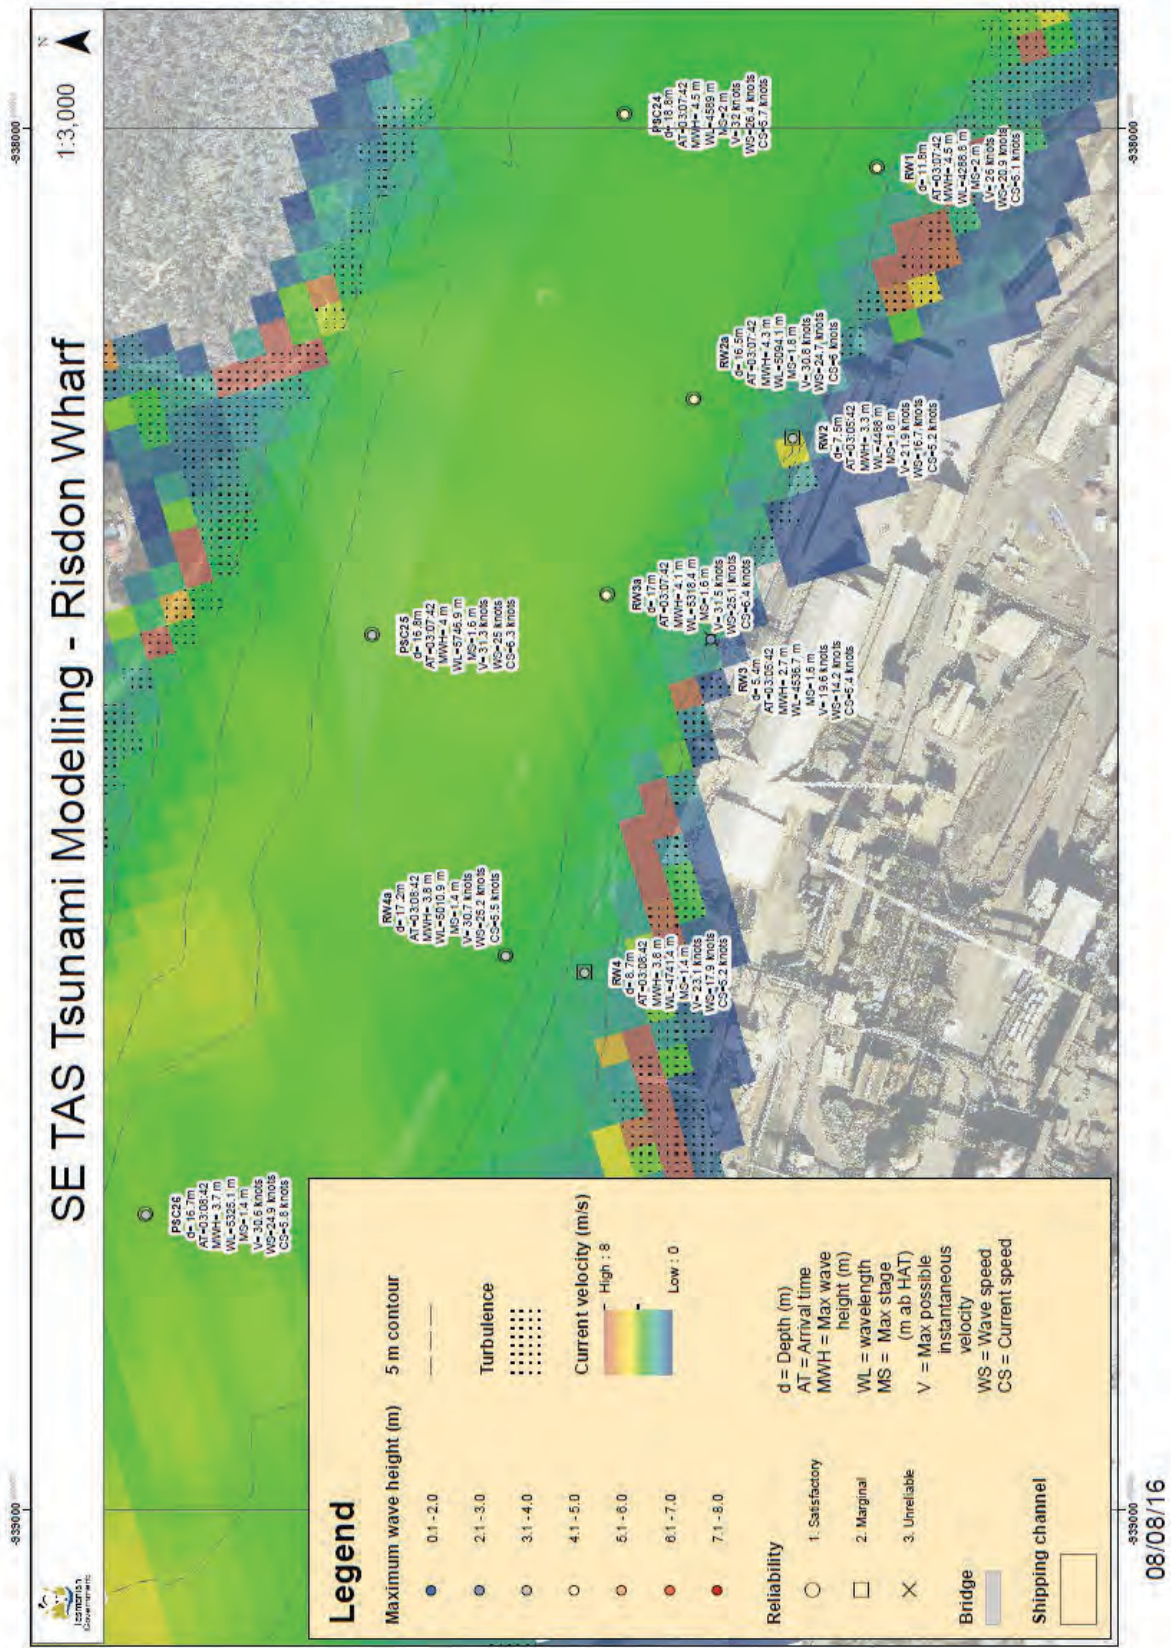 SE TAS Tsunami Modelling - Risdon Wharf
1:3,000
N
Tasmanian
Government
-939000
-938000
PSC26
d= 16.7m
AT=03:08:42
MWH= 3.7 m
WL=5325.1 m
MS=1.4 m
V= 30.6 knots
WS=24.9 knots
CS=5.8 knots
RW4a
d= 17.2m
AT=03:08:42
MWH= 3.8 m
WL=5010.9 m
MS=1.4 m
V= 30.7 knots
WS=25.2 knots
CS=5.5 knots
PSC25
d= 16.8m
AT=03:07:42
MWH= 4 m
WL=5746.9 m
MS=1.6 m
V= 31.3 knots
WS=25 knots
CS=6.3 knots
PSC24
d= 18.8m
AT=03:07:42
MWH= 4.5 m
WL=4589 m
MS=2 m
V= 32 knots
WS=26.4 knots
CS=5.7 knots
RW4
d= 8.7m
AT=03:08:42
MWH= 3.8 m
WL=4741.4 m
MS=1.4 m
V= 23.1 knots
WS=17.9 knots
CS=5.2 knots
RW3a
d= 17m
AT=03:07:42
MWH= 4.1 m
WL=5318.4 m
MS=1.6 m
V= 31.5 knots
WS=25.1 knots
CS=6.4 knots
RW3
AT=03:05:42
MWH= 2.7 m
WL=4536.7 m
MS=1.6 m
V= 19.6 knots
WS=14.2 knots
CS=5.4 knots
RW2a
d= 16.5m
AT=03:07:42
MWH= 4.3 m
WL=5094.1 m
MS=1.8 m
V= 30.8 knots
WS=24.7 knots
CS=6 knots
RW2
d= 7.5m
AT=03:05:42
MWH= 3.3 m
WL=4488 m
MS=1.8 m
V= 21.9 knots
WS=16.7 knots
CS=5.2 knots
RW1
d= 11.8m
AT=03:07:42
MWH= 4.5 m
WL=4288.8 m
MS=2 m
V= 26 knots
WS=20.9 knots
CS=5.1 knots
Legend
Maximum wave height (m)
0.1 - 2.0
2.1 - 3.0
3.1 - 4.0
4.1 - 5.0
5.1 - 6.0
6.1 - 7.0
7.1 - 8.0
Reliability
1. Satisfactory
2. Marginal
3. Unreliable
Bridge
Shipping channel
5 m contour
Turbulence
Current velocity (m/s)
High : 8
Low : 0
d = Depth (m)
AT = Arrival time
MWH = Max wave
height (m)
WL = wavelength
MS = Max stage
(m ab HAT)
V = Max possible
instantaneous
velocity
WS = Wave speed
CS = Current speed
-939000
-938000
08/08/16